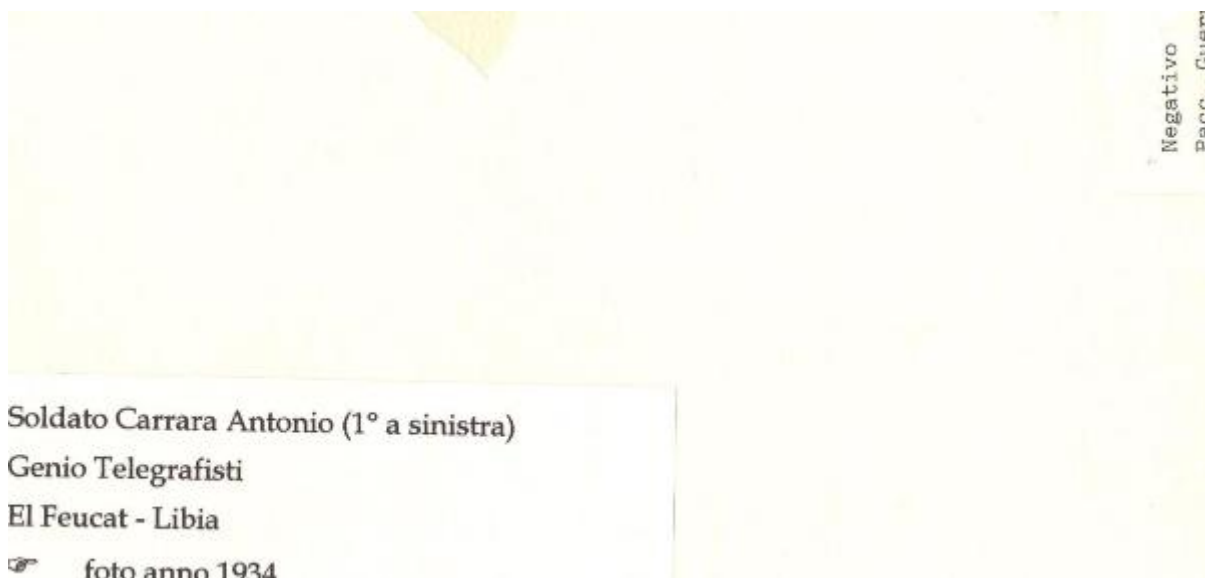 Negativo
Soldato Carrara Antonio (1° a sinistra)
Genio Telegrafisti
El Feucat - Libia
☞ foto anno 1934